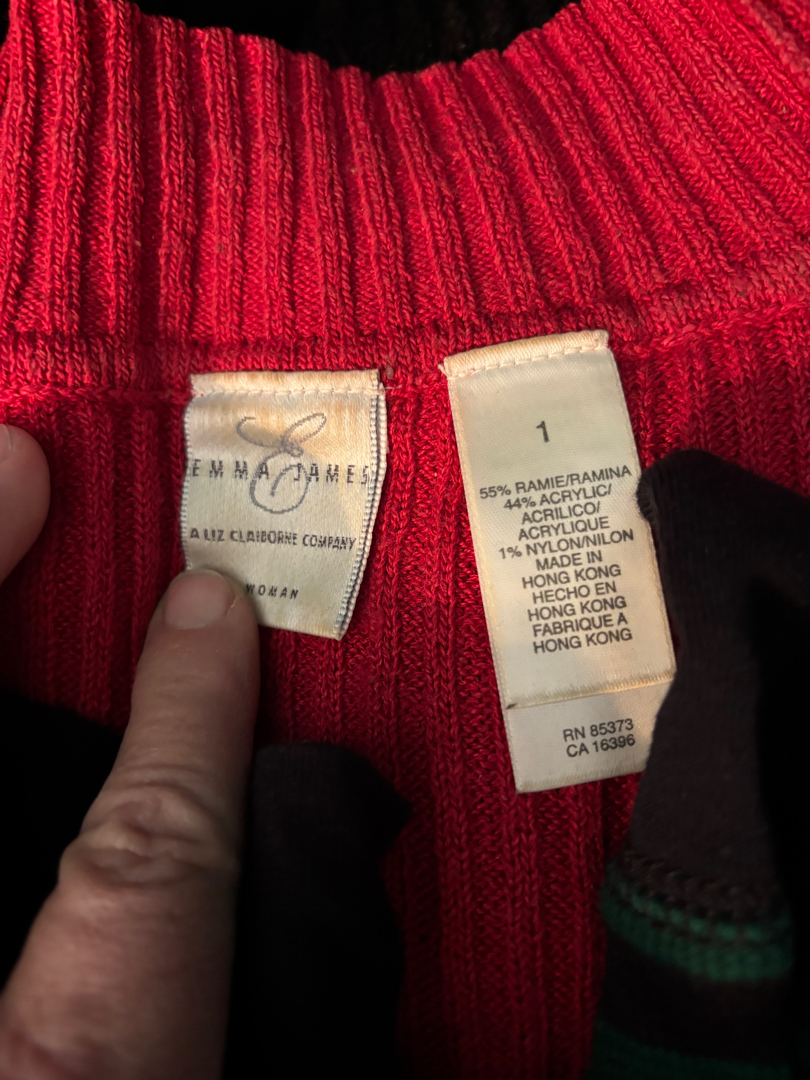 EMMA JAMES
A LIZ CLAIBORNE COMPANY
WOMAN
1
55% RAMIE/RAMINA
44% ACRYLIC/
ACRILICO/
ACRYLIQUE
1% NYLON/NILON
MADE IN
HONG KONG
HECHO EN
HONG KONG
FABRIQUE A
HONG KONG
RN 85373
CA 16396